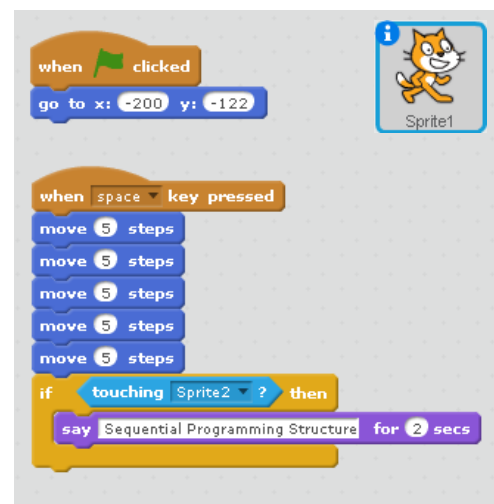 when clicked
go to x: -200 y: -122
Sprite1
when space key pressed
move 5 steps
move 5 steps
move 5 steps
move 5 steps
move 5 steps
if touching Sprite2 ? then
say Sequential Programming Structure for 2 secs